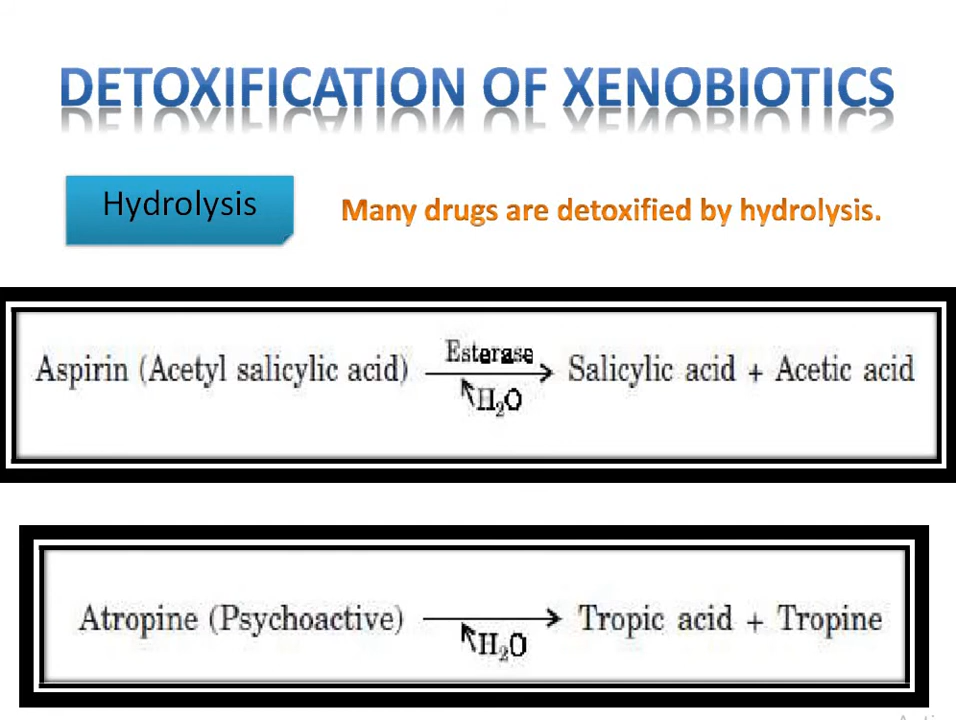 DETOXIFICATION OF XENOBIOTICS
Hydrolysis
Many drugs are detoxified by hydrolysis.
Esterase
Aspirin (Acetyl salicylic acid) → Salicylic acid + Acetic acid
H₂O
Atropine (Psychoactive) → Tropic acid + Tropine
H₂O